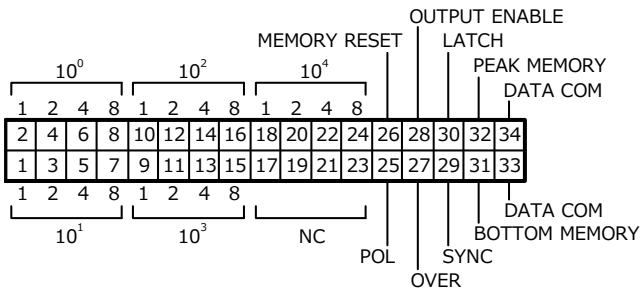 OUTPUT ENABLE
MEMORY RESET LATCH
10⁰ 10² 10⁴ PEAK MEMORY
DATA COM
1 2 4 8 1 2 4 8 1 2 4 8
2 4 6 8 10 12 14 16 18 20 22 24 26 28 30 32 34
1 3 5 7 9 11 13 15 17 19 21 23 25 27 29 31 33
1 2 4 8 1 2 4 8
DATA COM
10¹ 10³ NC BOTTOM MEMORY
POL SYNC
OVER